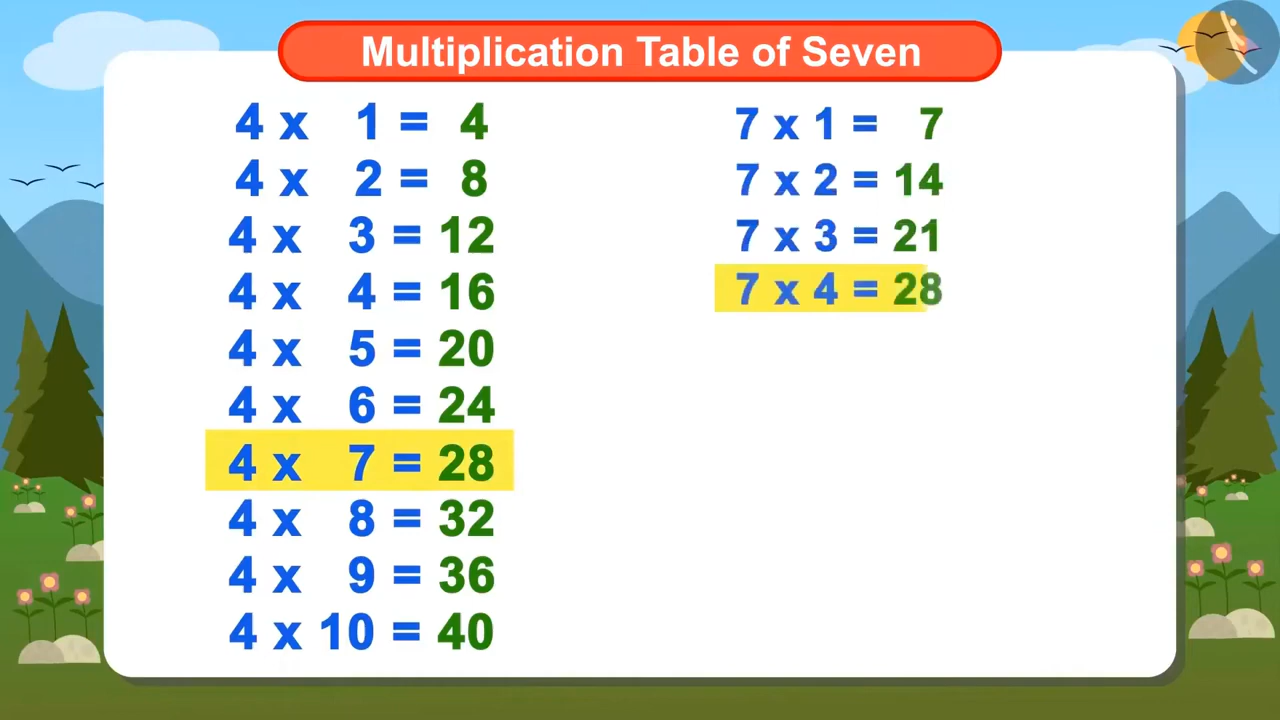 Multiplication Table of Seven
4 x 1 = 4
4 x 2 = 8
4 x 3 = 12
4 x 4 = 16
4 x 5 = 20
4 x 6 = 24
4 x 7 = 28
4 x 8 = 32
4 x 9 = 36
4 x 10 = 40
7 x 1 = 7
7 x 2 = 14
7 x 3 = 21
7 x 4 = 28